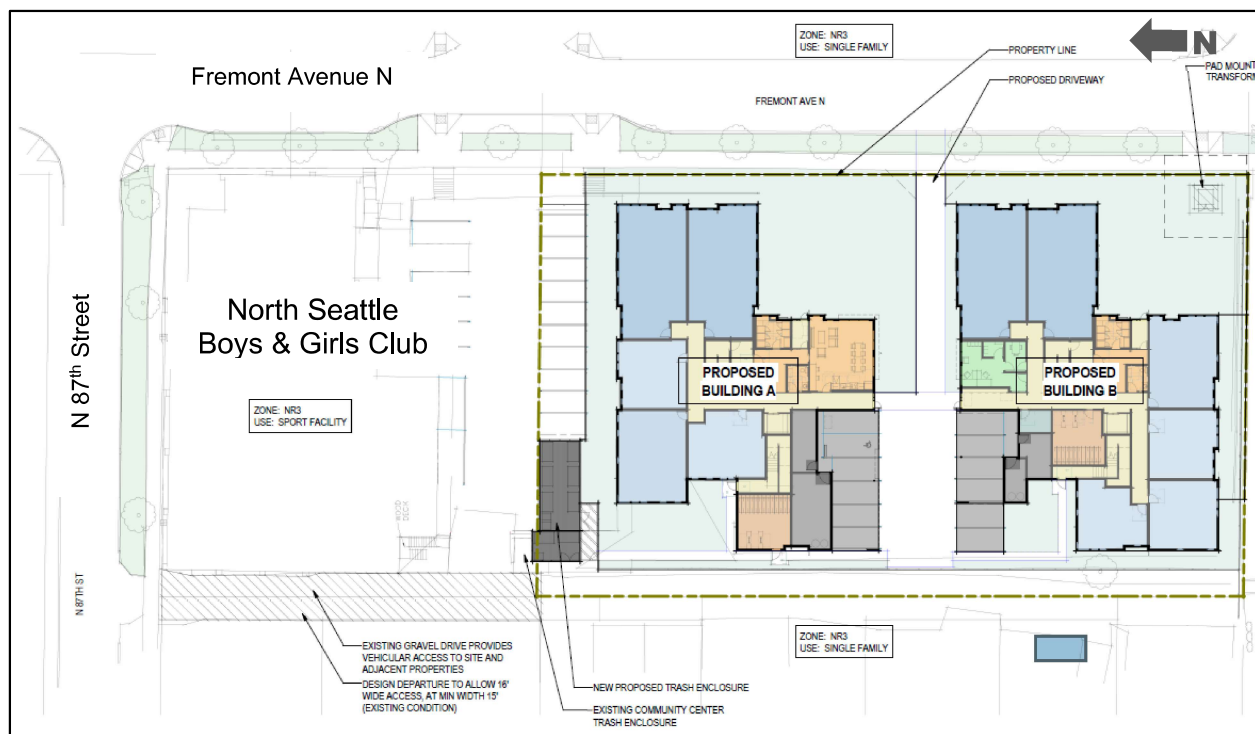 ZONE: NR3
USE: SINGLE FAMILY
N
PROPERTY LINE
PAD MOUNT
TRANSFORM
Fremont Avenue N
PROPOSED DRIVEWAY
FREMONT AVE N
N 87th Street
North Seattle
Boys & Girls Club
PROPOSED
BUILDING A
PROPOSED
BUILDING B
ZONE: NR3
USE: SPORT FACILITY
WOOD
DECK
N 87TH ST
EXISTING GRAVEL DRIVE PROVIDES
VEHICULAR ACCESS TO SITE AND
ADJACENT PROPERTIES
DESIGN DEPARTURE TO ALLOW 16'
WIDE ACCESS, AT MIN WIDTH 15'
(EXISTING CONDITION)
NEW PROPOSED TRASH ENCLOSURE
EXISTING COMMUNITY CENTER
TRASH ENCLOSURE
ZONE: NR3
USE: SINGLE FAMILY